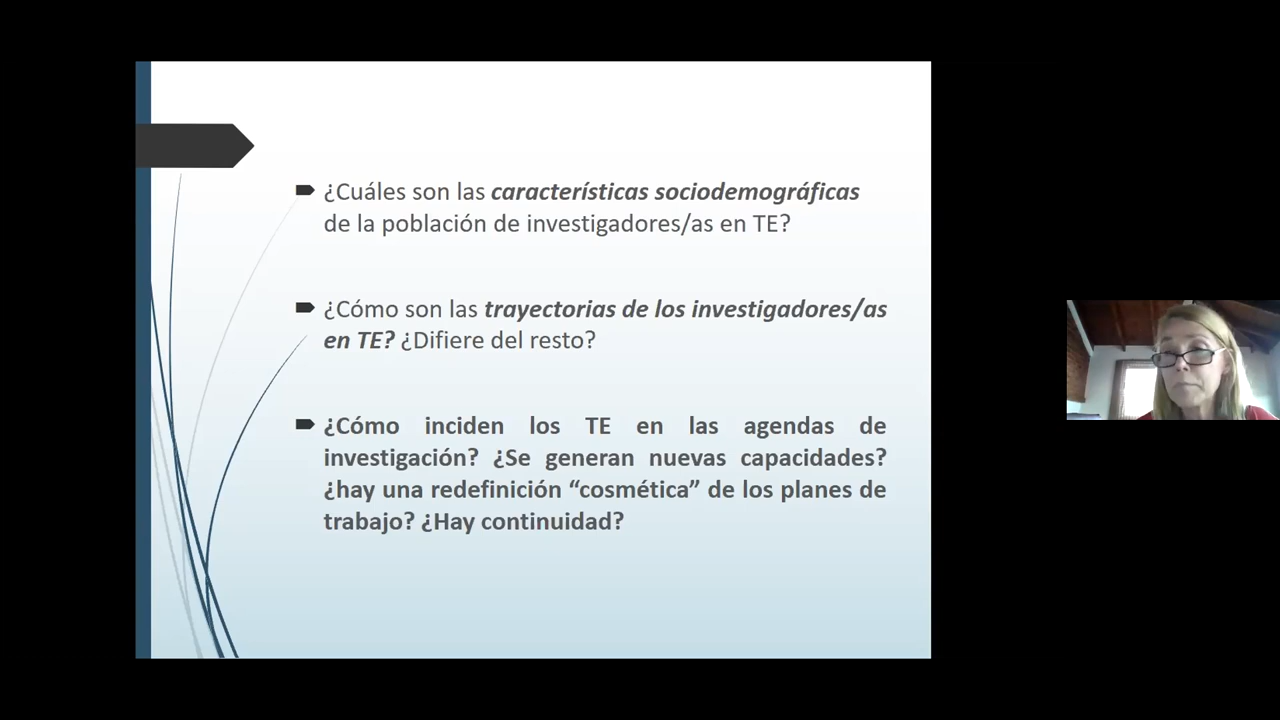 ¿Cuáles son las características sociodemográficas
de la población de investigadores/as en TE?
¿Cómo son las trayectorias de los investigadores/as
en TE? ¿Difiere del resto?
¿Cómo inciden los TE en las agendas de
investigación? ¿Se generan nuevas capacidades?
¿hay una redefinición “cosmética” de los planes de
trabajo? ¿Hay continuidad?